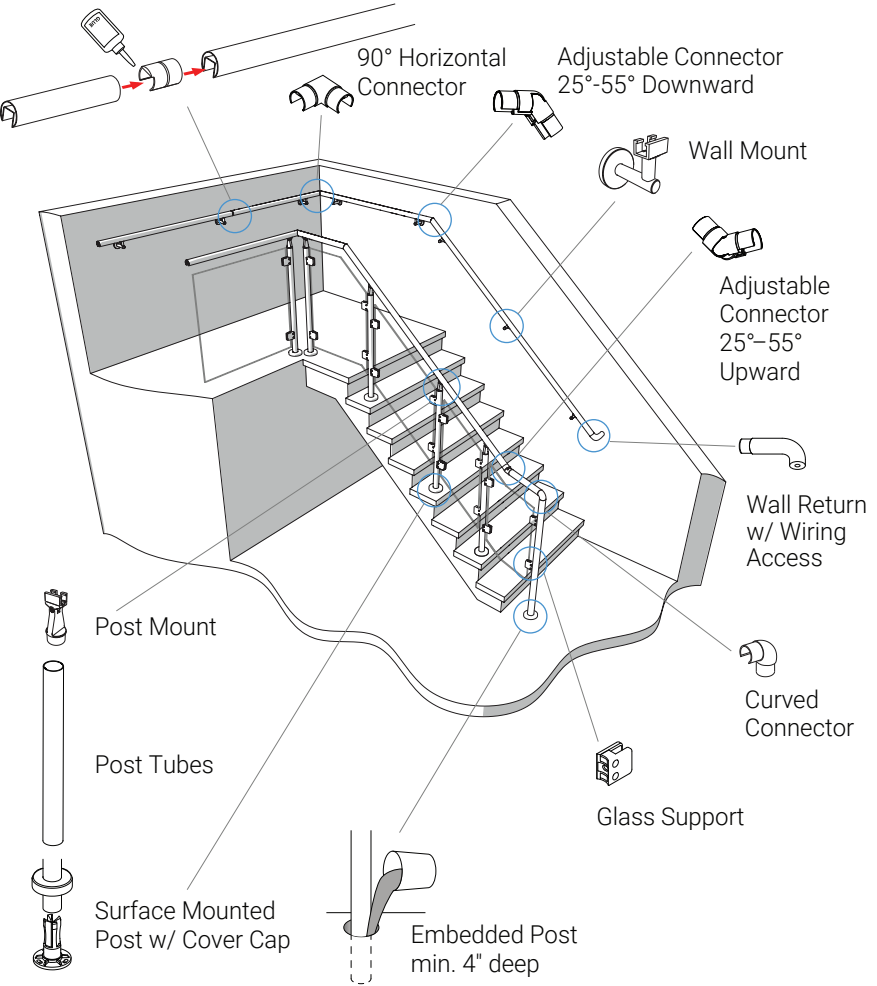 GLUE
90° Horizontal
Connector
Adjustable Connector
25°-55° Downward
Wall Mount
Adjustable
Connector
25°–55°
Upward
Wall Return
w/ Wiring
Access
Post Mount
Curved
Connector
Post Tubes
Glass Support
Surface Mounted
Post w/ Cover Cap
Embedded Post
min. 4" deep